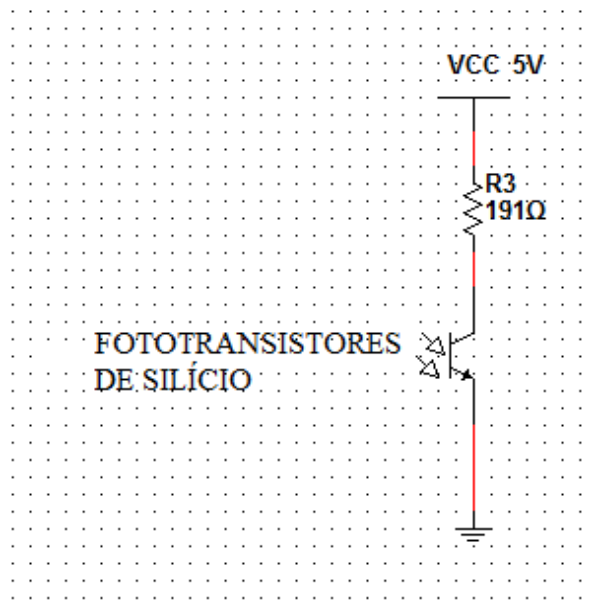 VCC 5V
R3
191Ω
FOTOTRANSISTORES
DE SILÍCIO